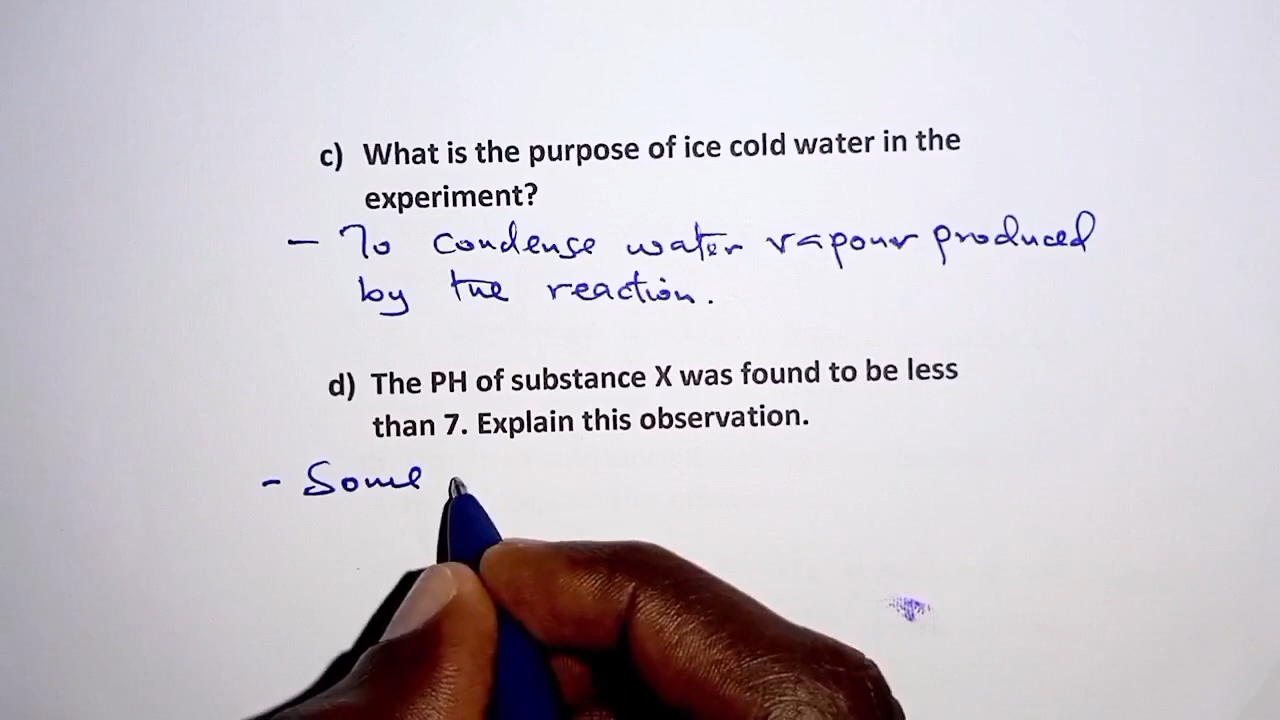 c) What is the purpose of ice cold water in the
experiment?
- To condense water vapour produced
by the reaction.
d) The PH of substance X was found to be less
than 7. Explain this observation.
- Some